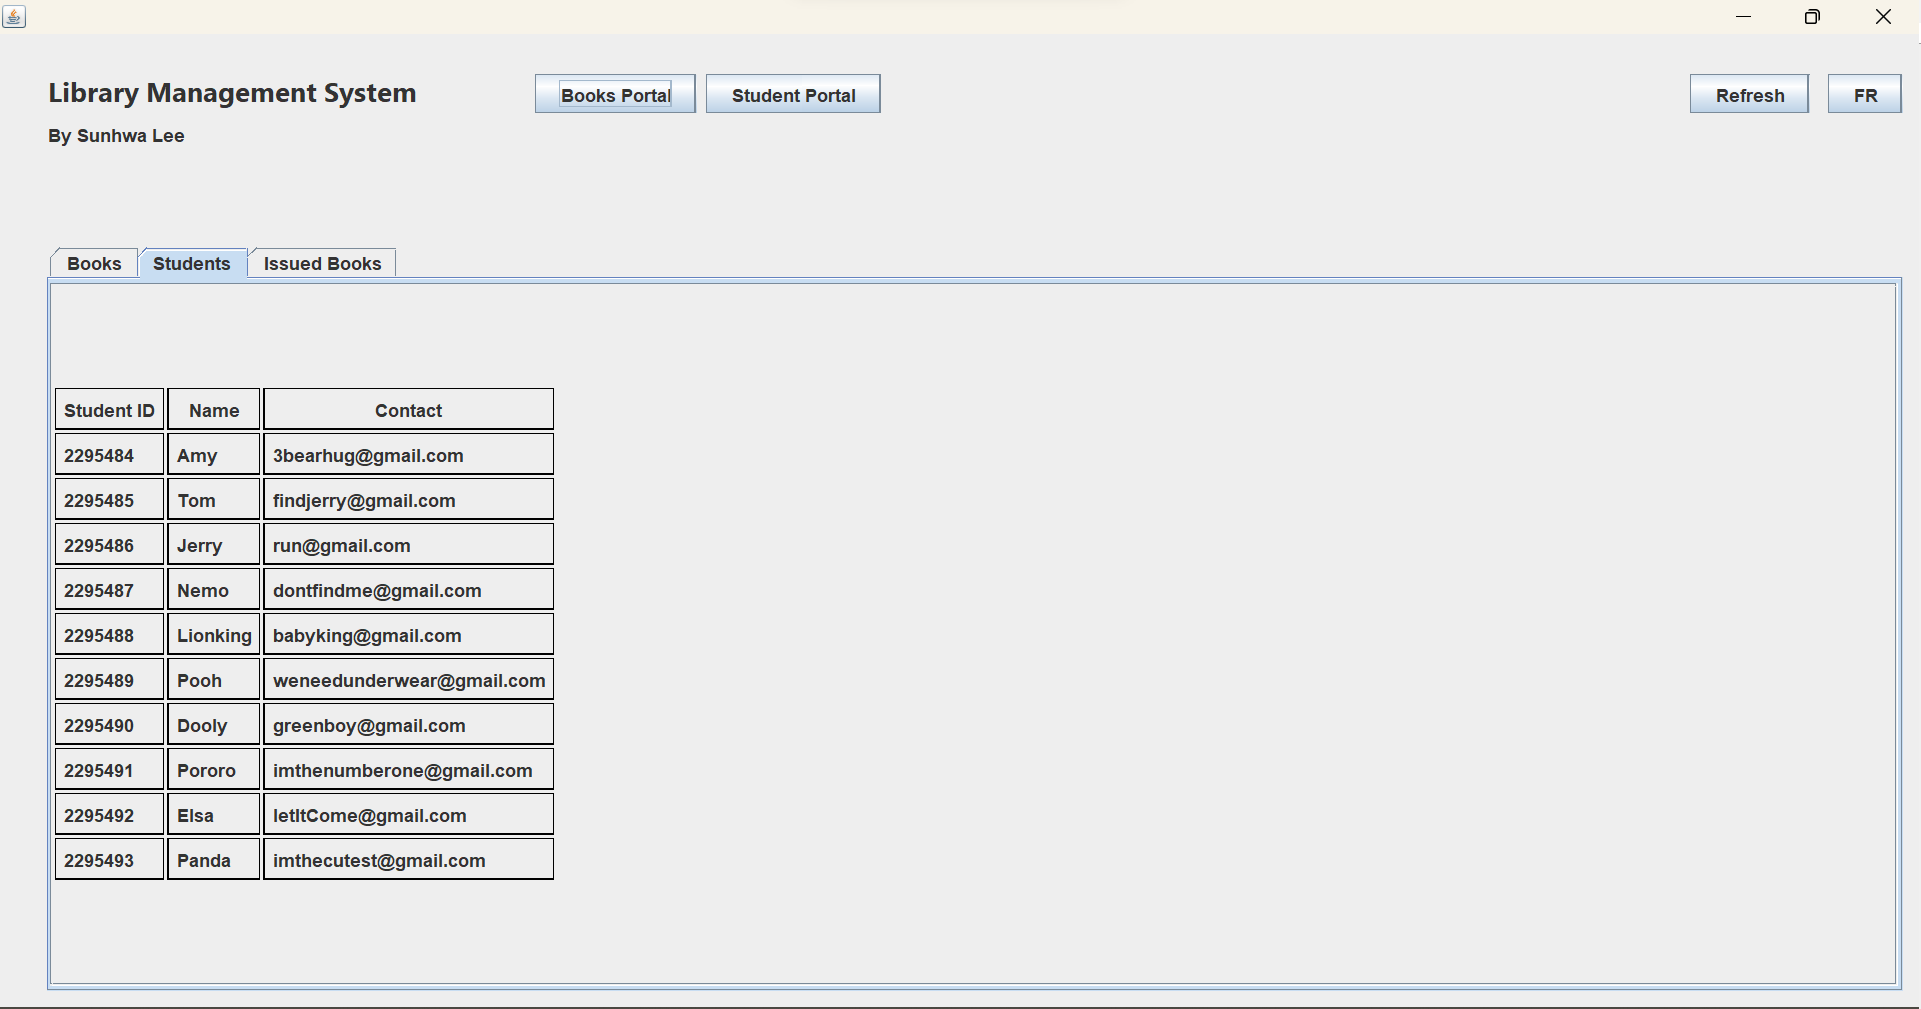 Library Management System
Books Portal
Student Portal
Refresh
FR
By Sunhwa Lee
Books
Students
Issued Books
Student ID Name Contact
2295484 Amy 3bearhug@gmail.com
2295485 Tom findjerry@gmail.com
2295486 Jerry run@gmail.com
2295487 Nemo dontfindme@gmail.com
2295488 Lionking babyking@gmail.com
2295489 Pooh weneedunderwear@gmail.com
2295490 Dooly greenboy@gmail.com
2295491 Pororo imthenumberone@gmail.com
2295492 Elsa letItCome@gmail.com
2295493 Panda imthecutest@gmail.com